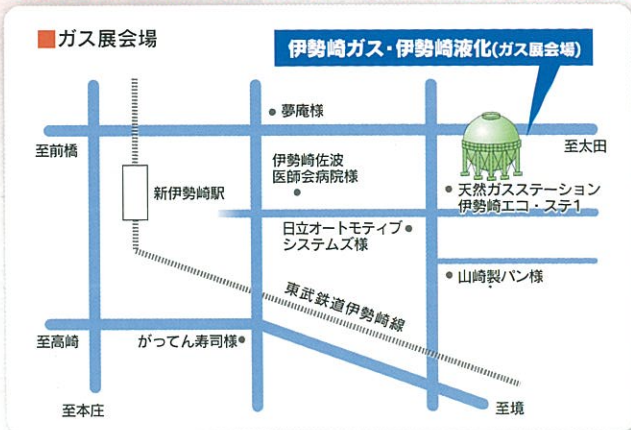 ■ガス展会場
伊勢崎ガス・伊勢崎液化(ガス展会場)
夢庵様
至前橋
至太田
伊勢崎佐波
医師会病院様
新伊勢崎駅
天然ガスステーション
伊勢崎エコ・ステ1
日立オートモティブ
システムズ様
山崎製パン様
東武鉄道伊勢崎線
至高崎
がってん寿司様
至本庄
至境